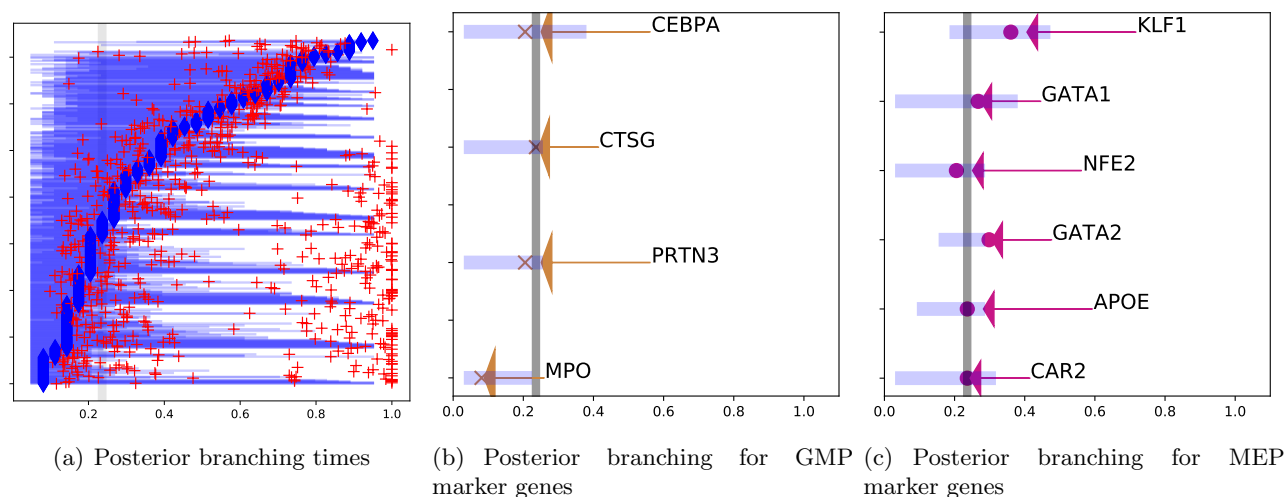 CEBPA
CTSG
PRTN3
MPO
KLF1
GATA1
NFE2
GATA2
APOE
CAR2
0.2 0.4 0.6 0.8 1.0
0.0 0.2 0.4 0.6 0.8 1.0
0.0 0.2 0.4 0.6 0.8 1.0
(a) Posterior branching times
(b) Posterior branching for GMP
marker genes
(c) Posterior branching for MEP
marker genes